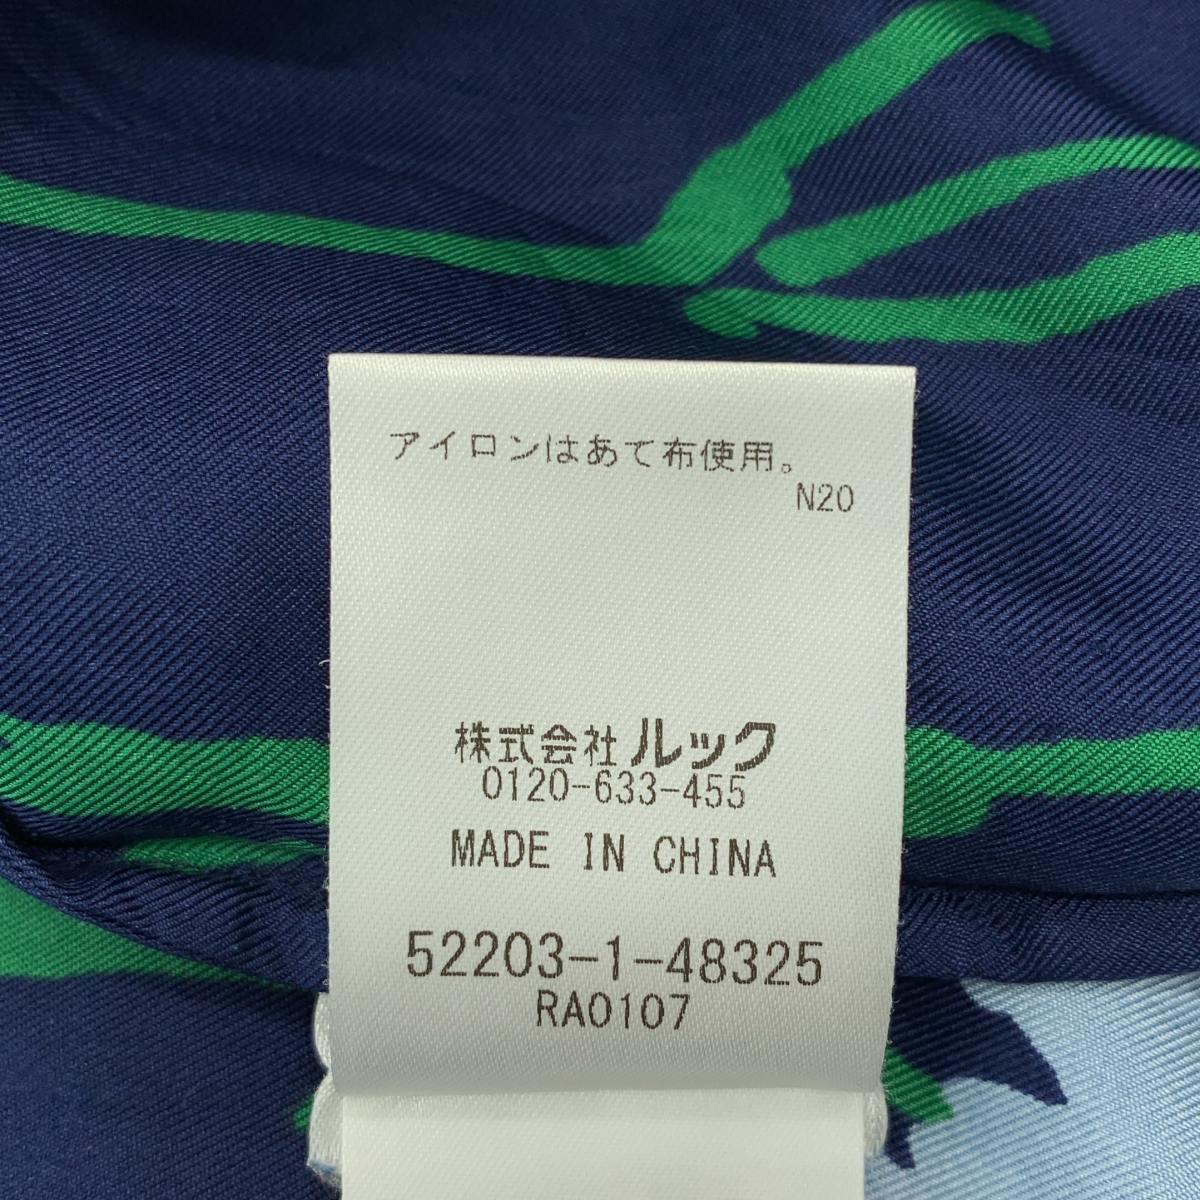 アイロンはあて布使用。
N20
株式会社ルック
0120-633-455
MADE IN CHINA
52203-1-48325
RA0107